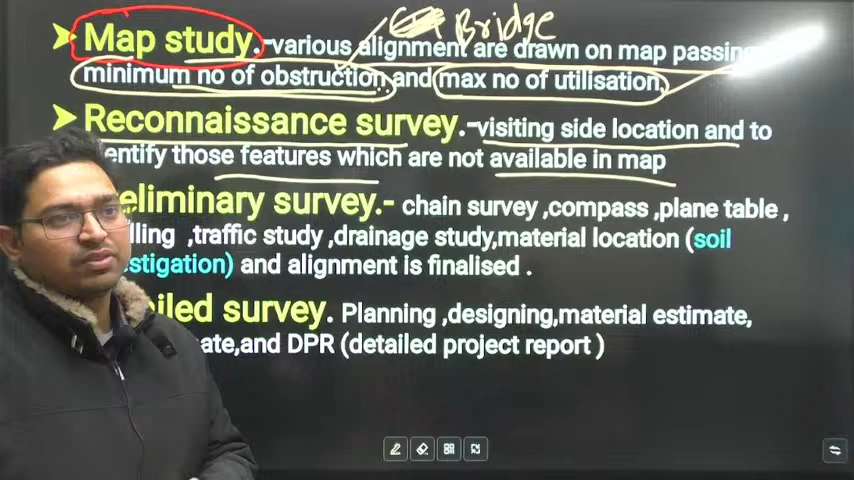 Bridge
➤ Map study.-various alignment are drawn on map passing
minimum no of obstruction and max no of utilisation.
➤ Reconnaissance survey.-visiting side location and to
entify those features which are not available in map
eliminary survey.- chain survey ,compass ,plane table ,
lling ,traffic study ,drainage study,material location (soil
estigation) and alignment is finalised .
iled survey. Planning ,designing,material estimate,
ate,and DPR (detailed project report )